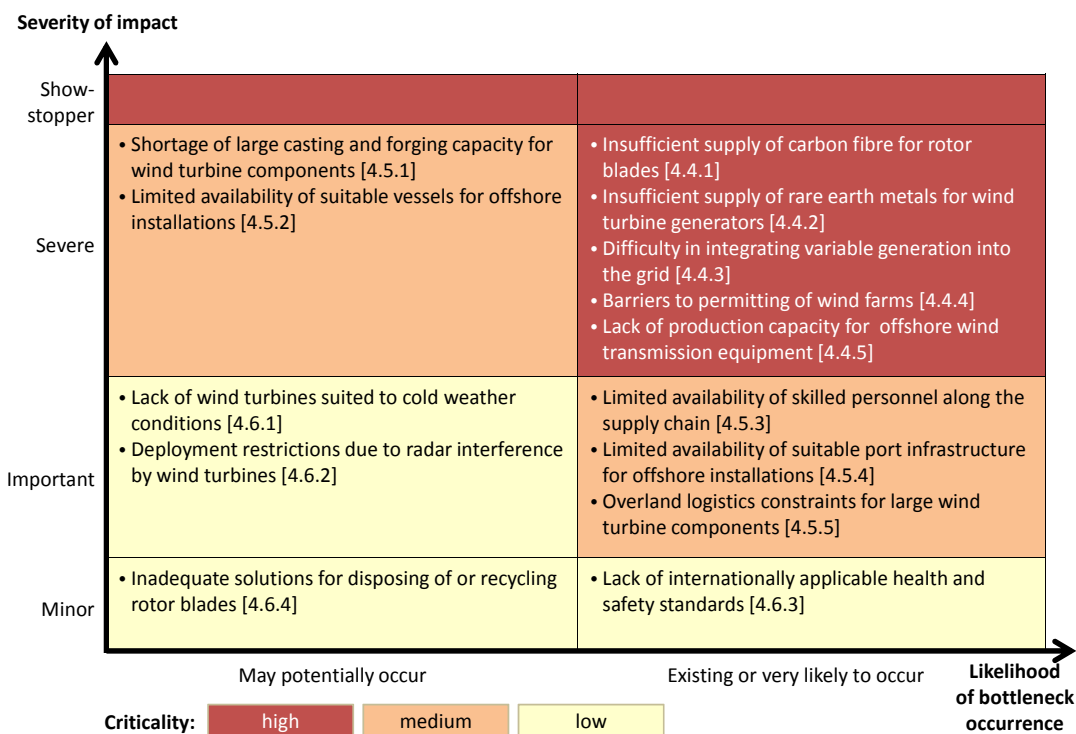 Severity of impact
Show-
stopper
Severe
• Shortage of large casting and forging capacity for
wind turbine components [4.5.1]
• Limited availability of suitable vessels for offshore
installations [4.5.2]
• Insufficient supply of carbon fibre for rotor
blades [4.4.1]
• Insufficient supply of rare earth metals for wind
turbine generators [4.4.2]
• Difficulty in integrating variable generation into
the grid [4.4.3]
• Barriers to permitting of wind farms [4.4.4]
• Lack of production capacity for offshore wind
transmission equipment [4.4.5]
Important
• Lack of wind turbines suited to cold weather
conditions [4.6.1]
• Deployment restrictions due to radar interference
by wind turbines [4.6.2]
• Limited availability of skilled personnel along the
supply chain [4.5.3]
• Limited availability of suitable port infrastructure
for offshore installations [4.5.4]
• Overland logistics constraints for large wind
turbine components [4.5.5]
Minor
• Inadequate solutions for disposing of or recycling
rotor blades [4.6.4]
• Lack of internationally applicable health and
safety standards [4.6.3]
May potentially occur
Existing or very likely to occur
Likelihood
of bottleneck
occurrence
Criticality:
high
medium
low